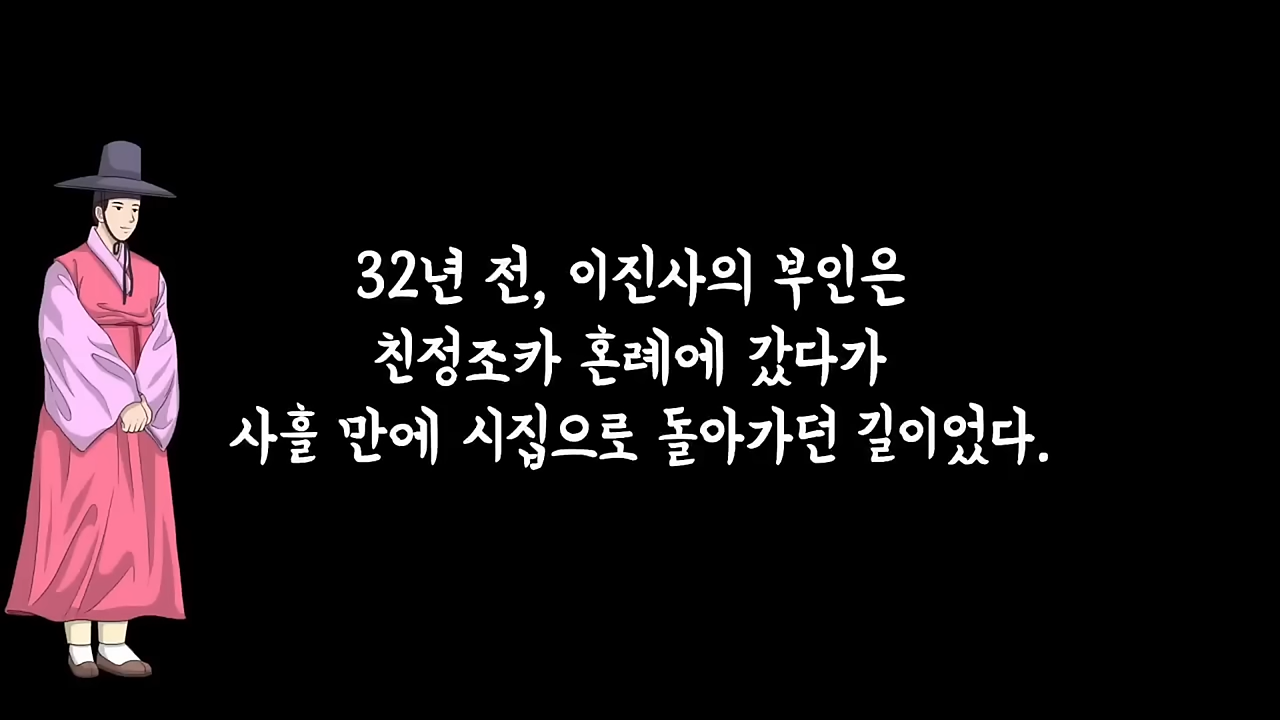 32년 전, 이진사의 부인은
친정조카 혼례에 갔다가
사흘 만에 시집으로 돌아가던 길이었다.